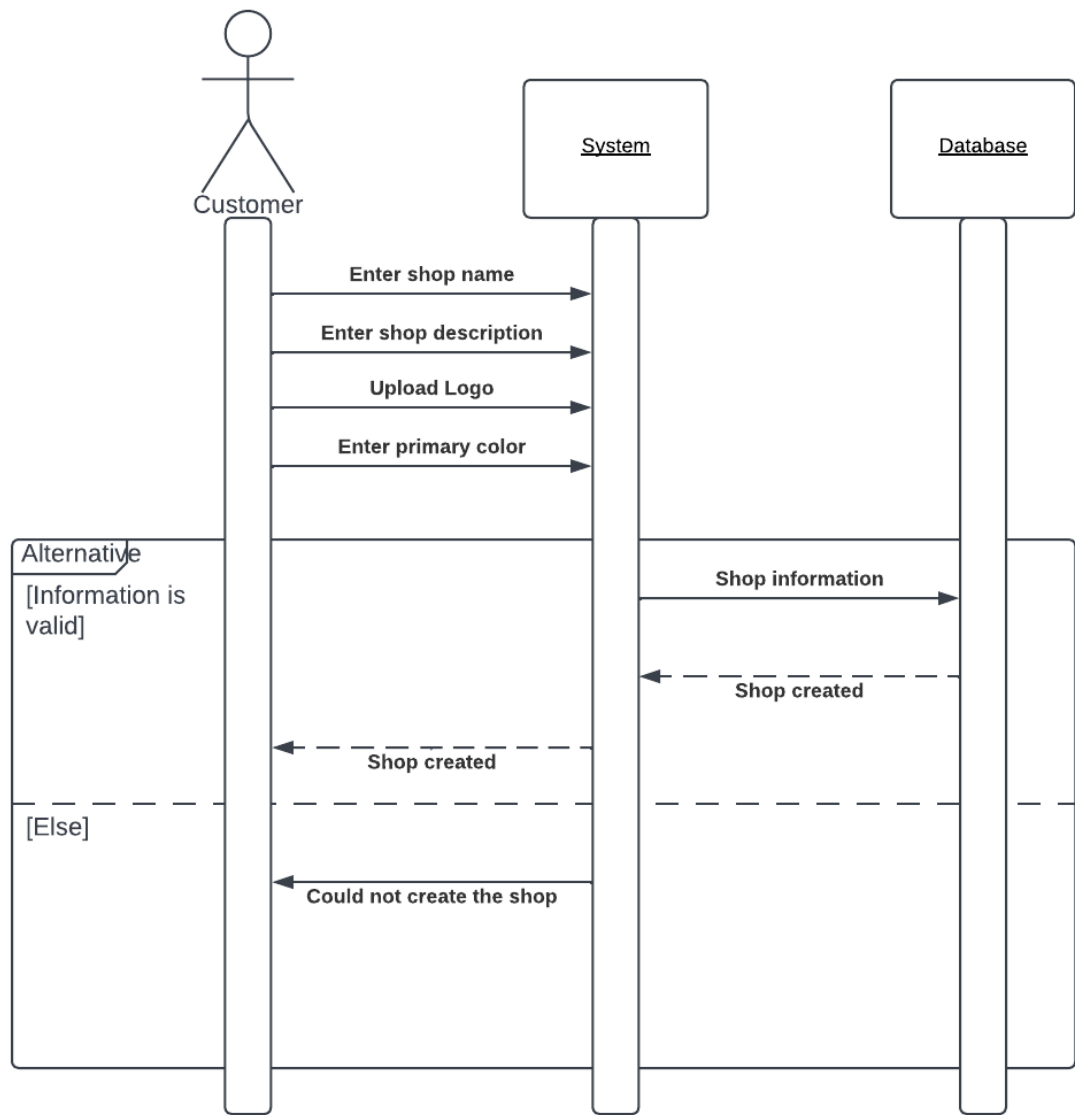 System
Database
Customer
Enter shop name
Enter shop description
Upload Logo
Enter primary color
Alternative
[Information is
valid]
Shop information
Shop created
Shop created
[Else]
Could not create the shop